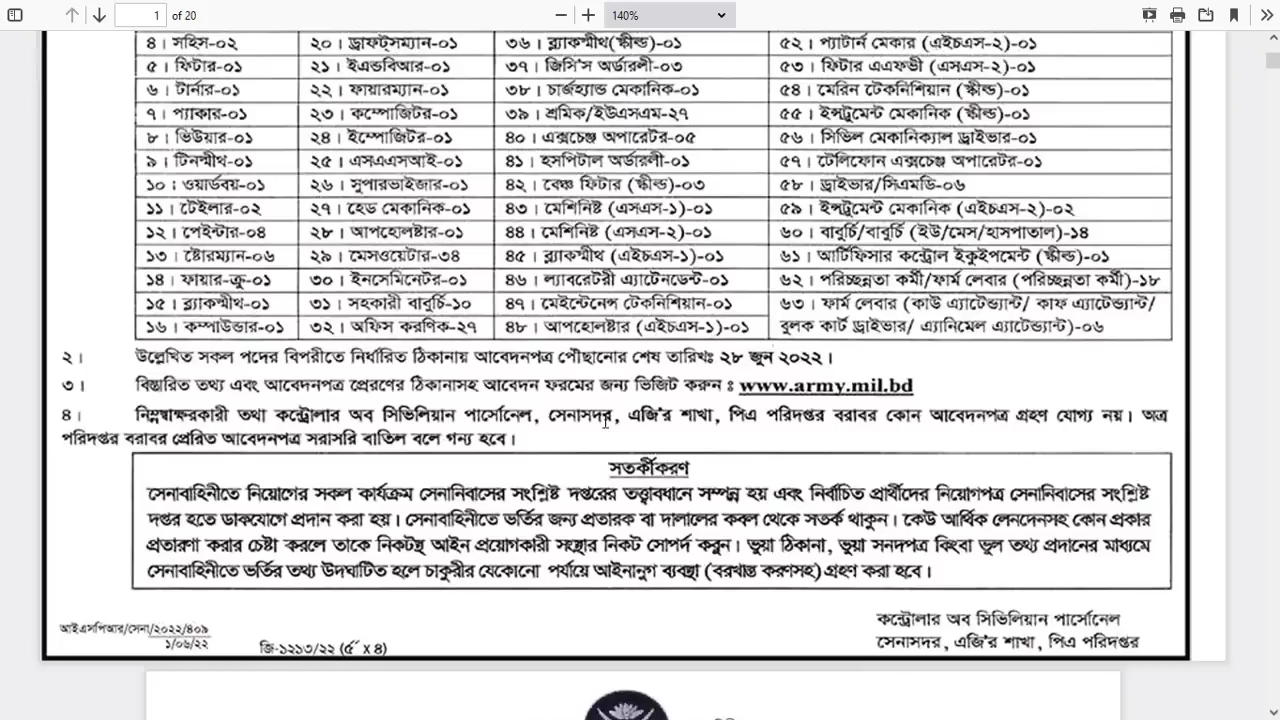 1 of 20 140%
৪। সহিস-০২ ২০। ড্রাফট্সম্যান-০১ ৩৬। ব্ল্যাকস্মীথ(স্কীল্ড)-০১ ৫২। প্যাটার্ন মেকার (এইচএস-২)-০১
৫। ফিটার-০১ ২১। ইএন্ডবিআর-০১ ৩৭। জিসি'স অর্ডারলী-০৩ ৫৩। ফিটার এএফভী (এসএস-২)-০১
৬। টার্নার-০১ ২২। ফায়ারম্যান-০১ ৩৮। চার্জহ্যান্ড মেকানিক-০১ ৫৪। মেরিন টেকনিশিয়ান (স্কীল্ড)-০১
৭। প্যাকার-০১ ২৩। কম্পোজিটর-০১ ৩৯। শ্রমিক/ইউএসএম-২৭ ৫৫। ইন্সট্রুমেন্ট মেকানিক (স্কীল্ড)-০১
৮। ভিউয়ার-০১ ২৪। ইম্পোজিটর-০১ ৪০। এক্সচেঞ্জ অপারেটর-০৫ ৫৬। সিভিল মেকানিক্যাল ড্রাইভার-০১
৯। টিনস্মীথ-০১ ২৫। এসএএসআই-০১ ৪১। হসপিটাল অর্ডারলী-০১ ৫৭। টেলিফোন এক্সচেঞ্জ অপারেটর-০১
১০। ওয়ার্ডবয়-০১ ২৬। সুপারভাইজার-০১ ৪২। বেঞ্চ ফিটার (স্কীল্ড)-০৩ ৫৮। ড্রাইভার/সিএমডি-০৬
১১। টেইলার-০২ ২৭। হেড মেকানিক-০১ ৪৩। মেশিনিষ্ট (এসএস-১)-০১ ৫৯। ইন্সট্রুমেন্ট মেকানিক (এইচএস-২)-০২
১২। পেইন্টার-০৪ ২৮। আপহোলষ্টার-০১ ৪৪। মেশিনিষ্ট (এসএস-২)-০১ ৬০। বাবুর্চি/বাবুর্চি (ইউ/মেস/হাসপাতাল)-১৪
১৩। ষ্টোরম্যান-০৬ ২৯। মেসওয়েটার-৩৪ ৪৫। ব্ল্যাকস্মীথ (এইচএস-১)-০১ ৬১। আর্টিফিসার কন্ট্রোল ইকুইপমেন্ট (স্কীল্ড)-০১
১৪। ফায়ার-ক্রু-০১ ৩০। ইনসেমিনেটর-০১ ৪৬। ল্যাবরেটরী এ্যাটেনডেন্ট-০১ ৬২। পরিচ্ছন্নতা কর্মী/ফার্ম লেবার (পরিচ্ছন্নতা কর্মী)-১৮
১৫। ব্ল্যাকস্মীথ-০১ ৩১। সহকারী বাবুর্চি-১০ ৪৭। মেইন্টেনেন্স টেকনিশিয়ান-০১ ৬৩। ফার্ম লেবার (কাউ এ্যাটেন্ড্যান্ট/ কাফ এ্যাটেন্ড্যান্ট/
১৬। কম্পাউন্ডার-০১ ৩২। অফিস করণিক-২৭ ৪৮। আপহোলষ্টার (এইচএস-১)-০১ বুলক কার্ট ড্রাইভার/ এ্যানিমেল এ্যাটেন্ড্যান্ট)-০৬
২। উল্লেখিত সকল পদের বিপরীতে নির্ধারিত ঠিকানায় আবেদনপত্র পৌছানোর শেষ তারিখঃ ২৮ জুন ২০২২।
৩। বিস্তারিত তথ্য এবং আবেদনপত্র প্রেরণের ঠিকানাসহ আবেদন ফরমের জন্য ভিজিট করুন : www.army.mil.bd
৪। নিম্নস্বাক্ষরকারী তথা কন্ট্রোলার অব সিভিলিয়ান পার্সোনেল, সেনাসদর, এজি'র শাখা, পিএ পরিদপ্তর বরাবর কোন আবেদনপত্র গ্রহণ যোগ্য নয়। অত্র
পরিদপ্তর বরাবর প্রেরিত আবেদনপত্র সরাসরি বাতিল বলে গন্য হবে।
সতর্কীকরণ
সেনাবাহিনীতে নিয়োগের সকল কার্যক্রম সেনানিবাসের সংশ্লিষ্ট দপ্তরের তত্ত্বাবধানে সম্পন্ন হয় এবং নির্বাচিত প্রার্থীদের নিয়োগপত্র সেনানিবাসের সংশ্লিষ্ট
দপ্তর হতে ডাকযোগে প্রদান করা হয়। সেনাবাহিনীতে ভর্তির জন্য প্রতারক বা দালালের কবল থেকে সতর্ক থাকুন। কেউ আর্থিক লেনদেনসহ কোন প্রকার
প্রতারণা করার চেষ্টা করলে তাকে নিকটস্থ আইন প্রয়োগকারী সংস্থার নিকট সোপর্দ করুন। ভুয়া ঠিকানা, ভুয়া সনদপত্র কিংবা ভুল তথ্য প্রদানের মাধ্যমে
সেনাবাহিনীতে ভর্তির তথ্য উদঘাটিত হলে চাকুরীর যেকোনো পর্যায়ে আইনানুগ ব্যবস্থা (বরখাস্ত করণসহ) গ্রহণ করা হবে।
আইএসপিআর/সেনা/২০২২/৪০৯
১/০৬/২২
জি-১২১৩/২২ (৫˝ x ৪)
কন্ট্রোলার অব সিভিলিয়ান পার্সোনেল
সেনাসদর, এজি'র শাখা, পিএ পরিদপ্তর